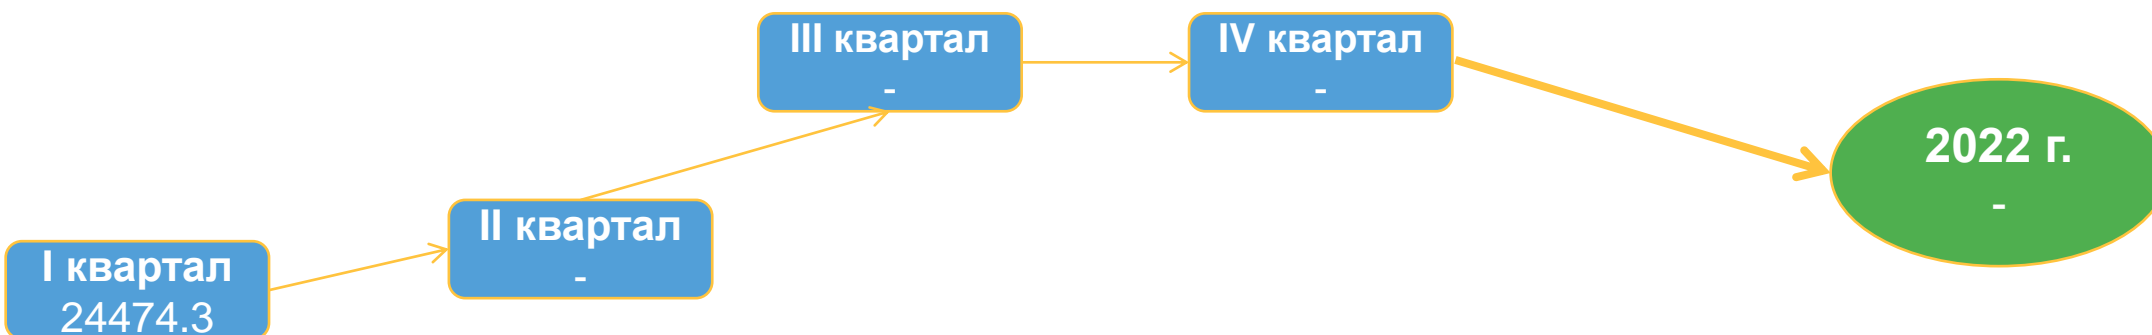 I квартал
24474.3
II квартал
-
III квартал
-
IV квартал
-
2022 г.
-